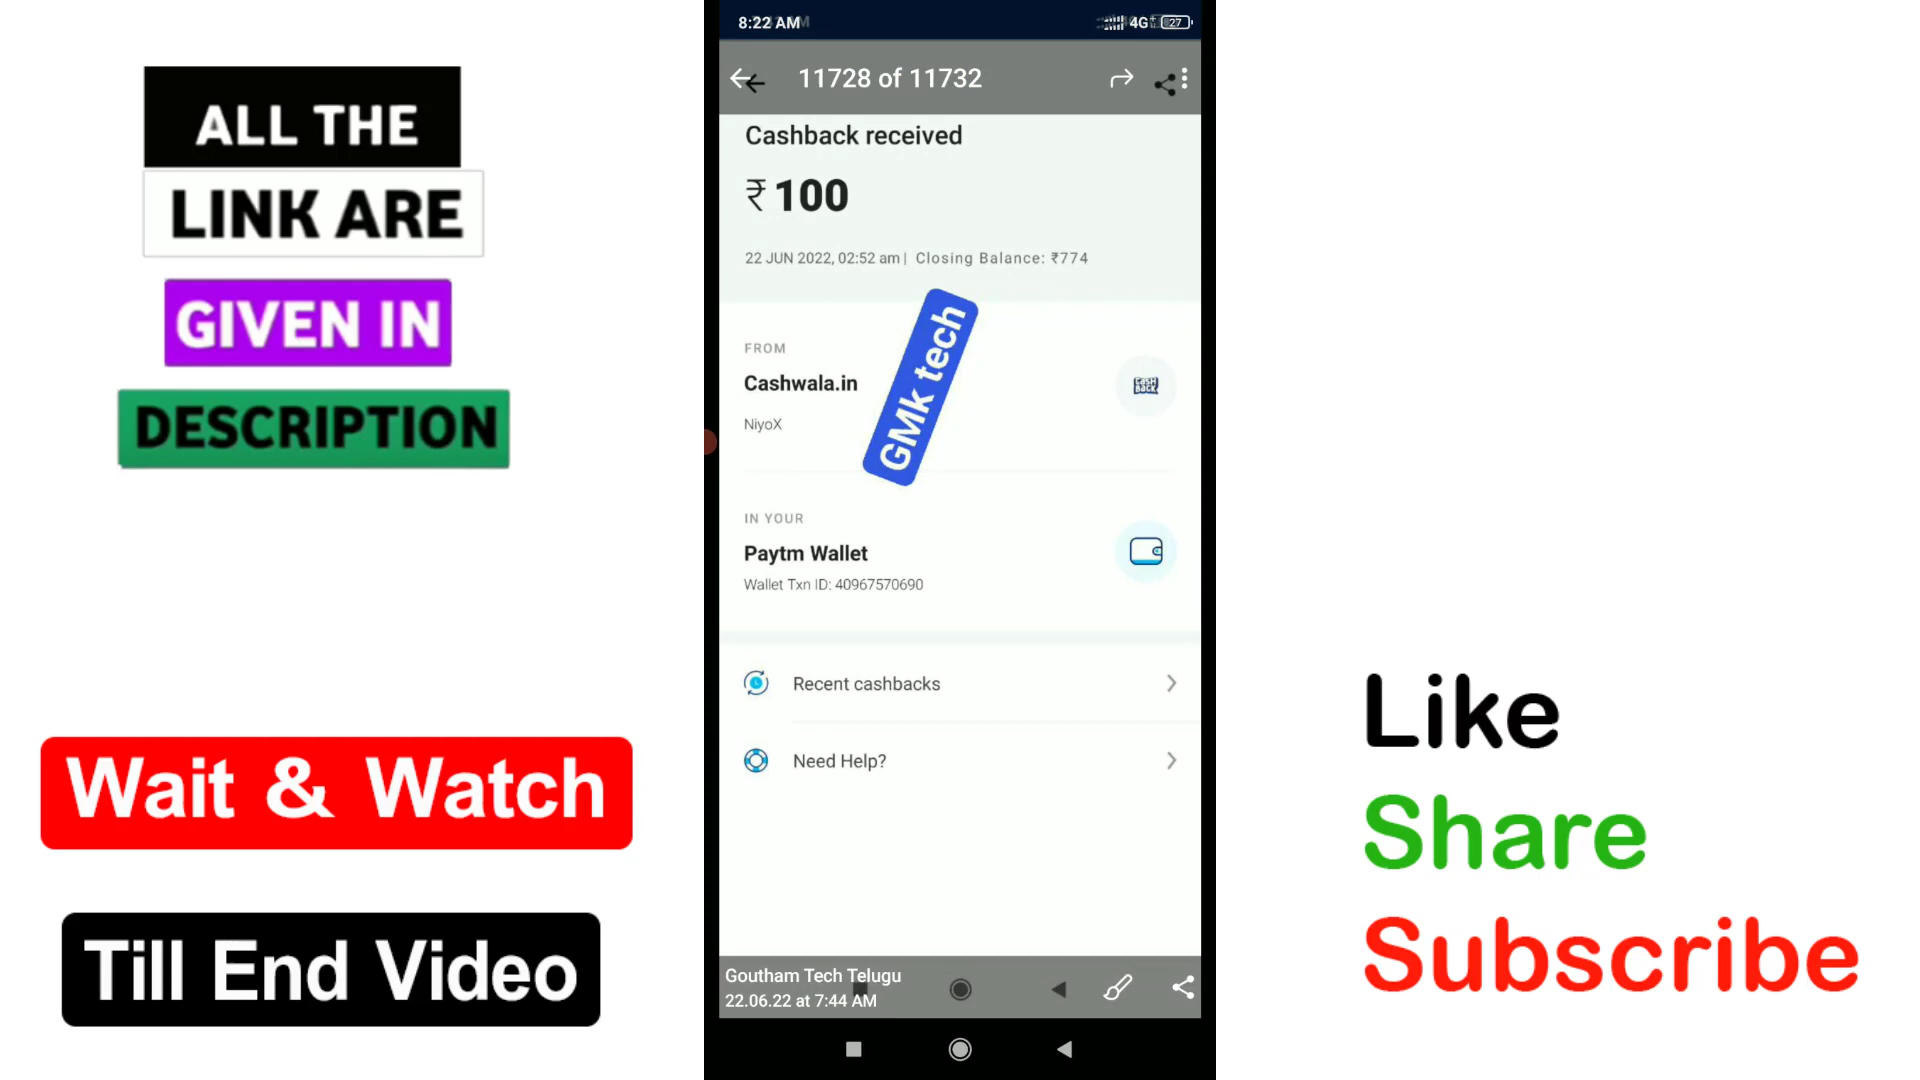 ALL THE
LINK ARE
GIVEN IN
DESCRIPTION
Wait & Watch
Till End Video
8:22 AM
4G+ 27
11728 of 11732
Cashback received
₹100
22 JUN 2022, 02:52 am | Closing Balance: ₹774
FROM
Cashwala.in
NiyoX
CASH BACK
GMk tech
IN YOUR
Paytm Wallet
Wallet Txn ID: 40967570690
Recent cashbacks
Need Help?
Goutham Tech Telugu
22.06.22 at 7:44 AM
Like
Share
Subscribe